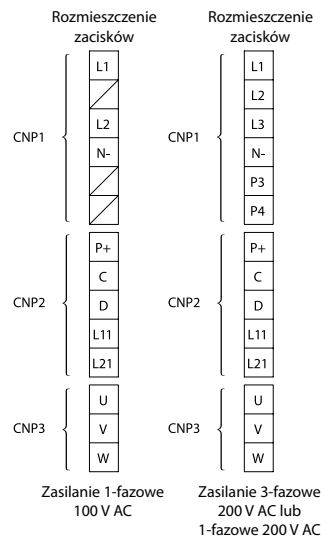 Rozmieszczenie
zacisków
L1
L2
N-
CNP1
P+
C
D
L11
L21
CNP2
U
V
W
CNP3
Zasilanie 1-fazowe
100 V AC
Rozmieszczenie
zacisków
L1
L2
L3
N-
P3
P4
CNP1
P+
C
D
L11
L21
CNP2
U
V
W
CNP3
Zasilanie 3-fazowe
200 V AC lub
1-fazowe 200 V AC